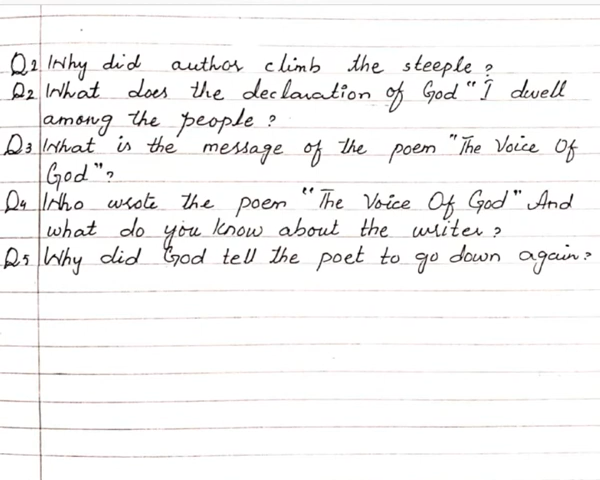 Q1 Why did author climb the steeple?
Q2 What does the declaration of God "I dwell
among the people?
Q3 What is the message of the poem "The Voice Of
God"?
Q4 Who wrote the poem "The Voice Of God" And
what do you know about the writer?
Q5 Why did God tell the poet to go down again?